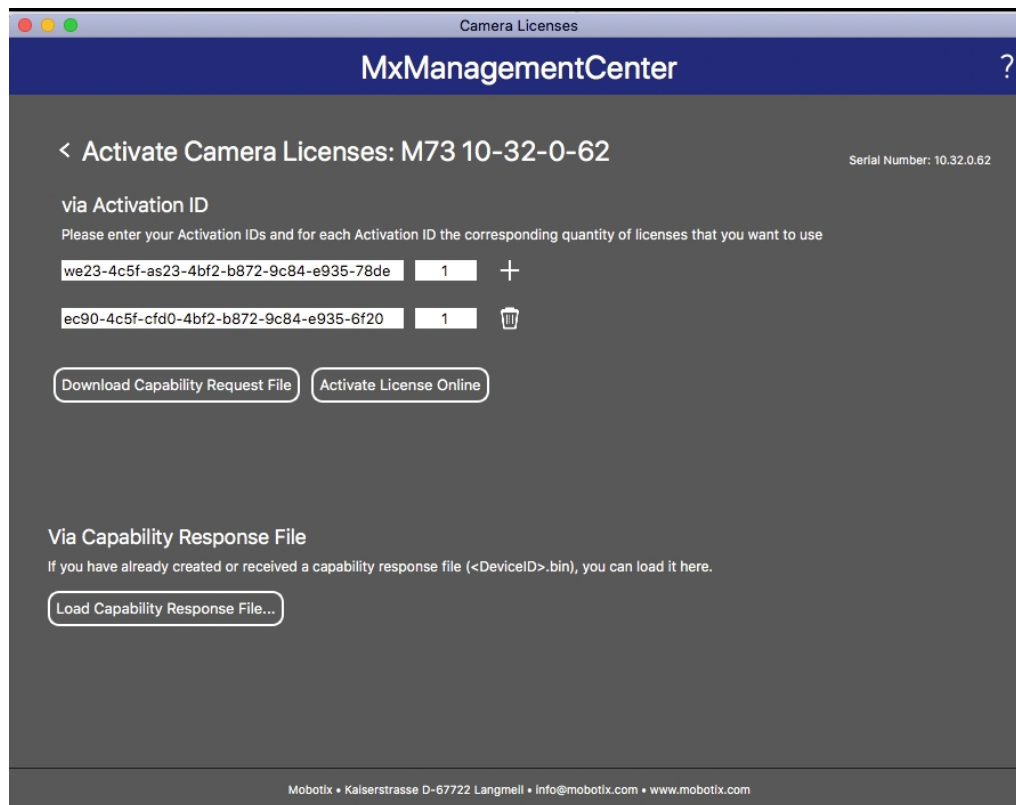 Camera Licenses
MxManagementCenter
?
< Activate Camera Licenses: M73 10-32-0-62
Serial Number: 10.32.0.62
via Activation ID
Please enter your Activation IDs and for each Activation ID the corresponding quantity of licenses that you want to use
we23-4c5f-as23-4bf2-b872-9c84-e935-78de 1 +
ec90-4c5f-cfd0-4bf2-b872-9c84-e935-6f20 1
Download Capability Request File Activate License Online
Via Capability Response File
If you have already created or received a capability response file (<DeviceID>.bin), you can load it here.
Load Capability Response File...
Mobotix • Kaiserstrasse D-67722 Langmeil • info@mobotix.com • www.mobotix.com